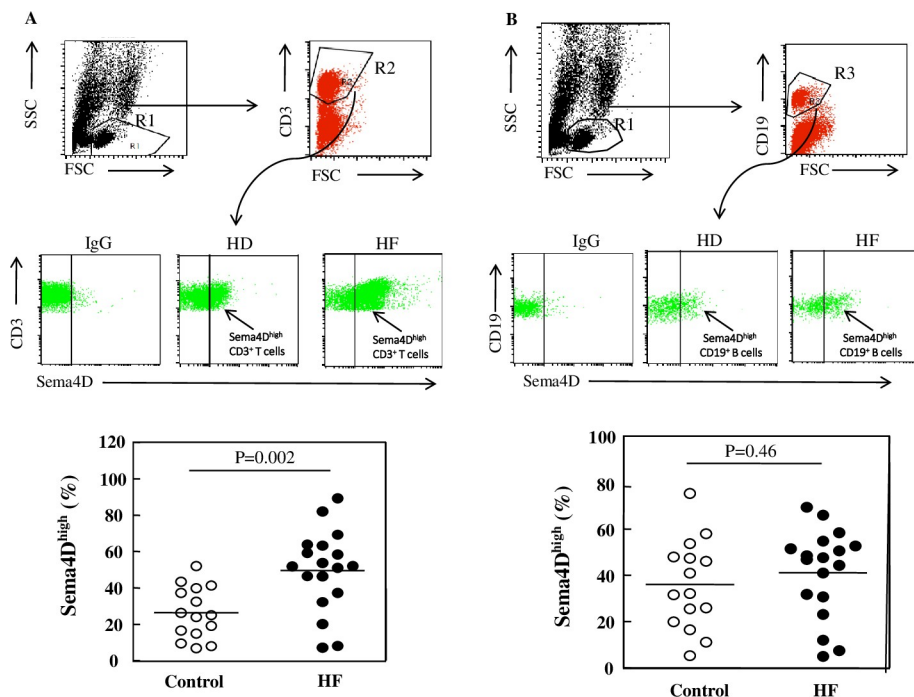 A
SSC
R1
R1
FSC
CD3
R2
R2
FSC
IgG
HD
HF
CD3
Sema4Dhigh
CD3+ T cells
Sema4Dhigh
CD3+ T cells
Sema4D
120
100
80
60
40
20
0
P=0.002
Sema4Dhigh (%)
Control
HF
B
SSC
R1
FSC
CD19
R3
FSC
IgG
HD
HF
CD19
Sema4Dhigh
CD19+ B cells
Sema4Dhigh
CD19+ B cells
Sema4D
100
80
60
40
20
0
P=0.46
Sema4Dhigh (%)
Control
HF